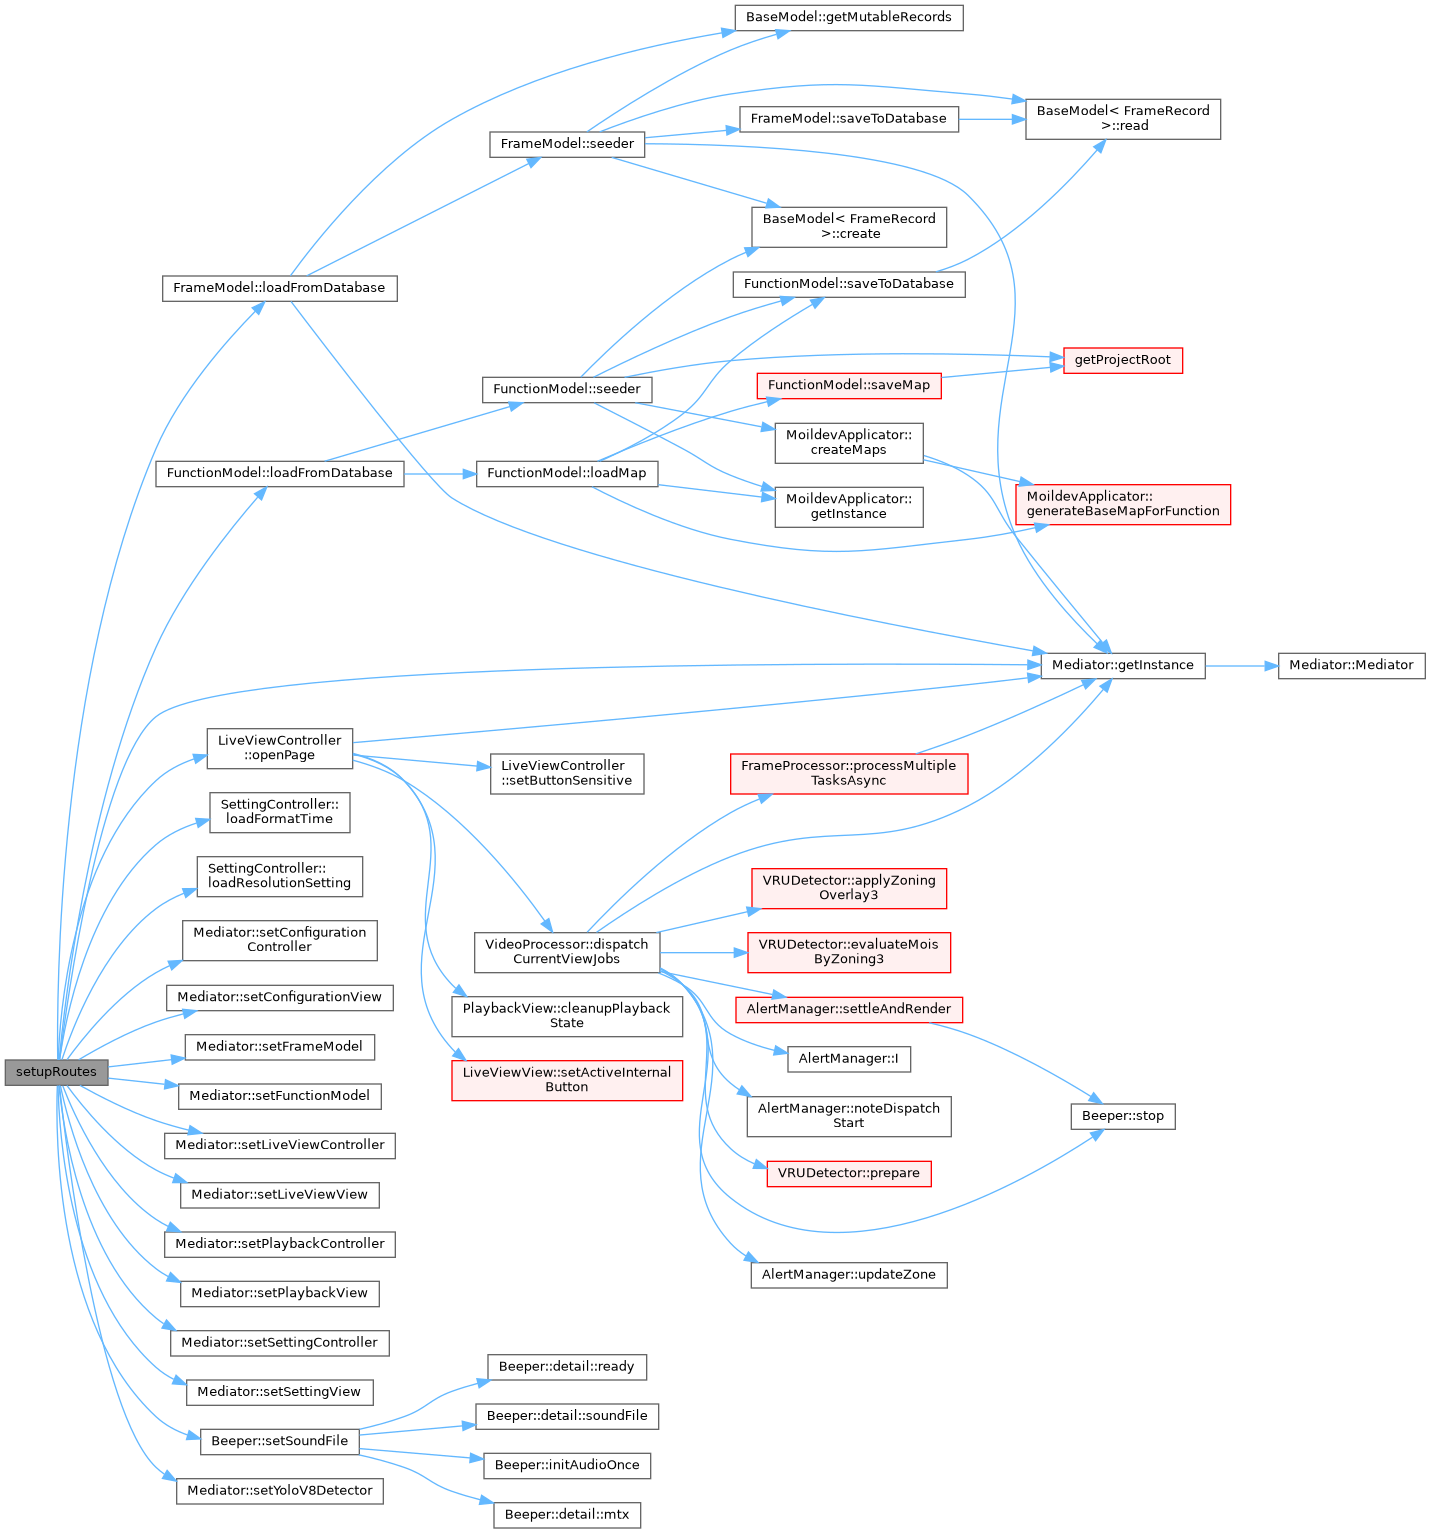 setupRoutes
FrameModel::loadFromDatabase
FunctionModel::loadFromDatabase
LiveViewController
::openPage
SettingController::
loadFormatTime
SettingController::
loadResolutionSetting
Mediator::setConfiguration
Controller
Mediator::setConfigurationView
Mediator::setFrameModel
Mediator::setFunctionModel
Mediator::setLiveViewController
Mediator::setLiveViewView
Mediator::setPlaybackController
Mediator::setPlaybackView
Mediator::setSettingController
Mediator::setSettingView
Beeper::setSoundFile
Mediator::setYoloV8Detector
FrameModel::seeder
FunctionModel::seeder
FunctionModel::loadMap
LiveViewController
::setButtonSensitive
VideoProcessor::dispatch
CurrentViewJobs
PlaybackView::cleanupPlayback
State
LiveViewView::setActiveInternal
Button
Beeper::detail::ready
Beeper::detail::soundFile
Beeper::initAudioOnce
Beeper::detail::mtx
BaseModel::getMutableRecords
FrameModel::saveToDatabase
BaseModel< FrameRecord
>::create
FunctionModel::saveToDatabase
FunctionModel::saveMap
MoildevApplicator::
createMaps
MoildevApplicator::
getInstance
FrameProcessor::processMultiple
TasksAsync
VRUDetector::applyZoning
Overlay3
VRUDetector::evaluateMois
ByZoning3
AlertManager::settleAndRender
AlertManager::I
AlertManager::noteDispatch
Start
VRUDetector::prepare
AlertManager::updateZone
BaseModel< FrameRecord
>::read
getProjectRoot
MoildevApplicator::
generateBaseMapForFunction
Mediator::getInstance
Beeper::stop
Mediator::Mediator